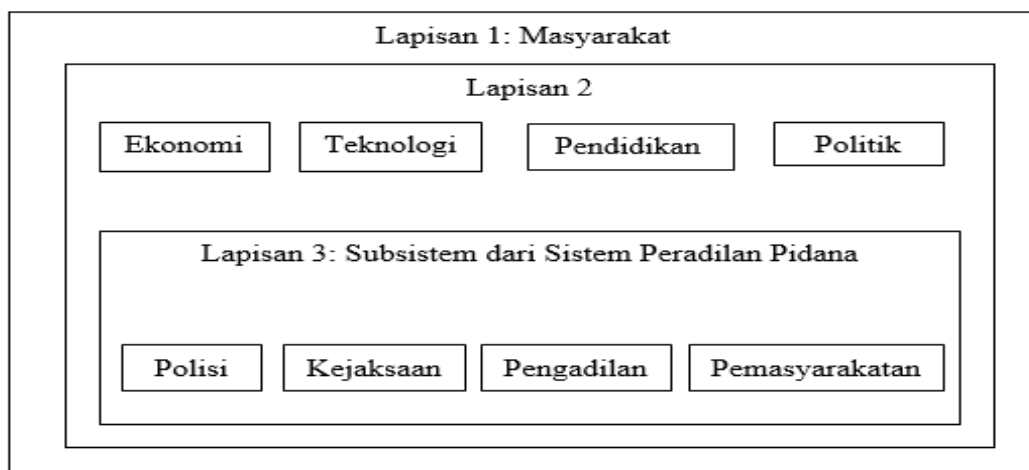 Lapisan 1: Masyarakat
Lapisan 2
Ekonomi
Teknologi
Pendidikan
Politik
Lapisan 3: Subsistem dari Sistem Peradilan Pidana
Polisi
Kejaksaan
Pengadilan
Pemasyarakatan